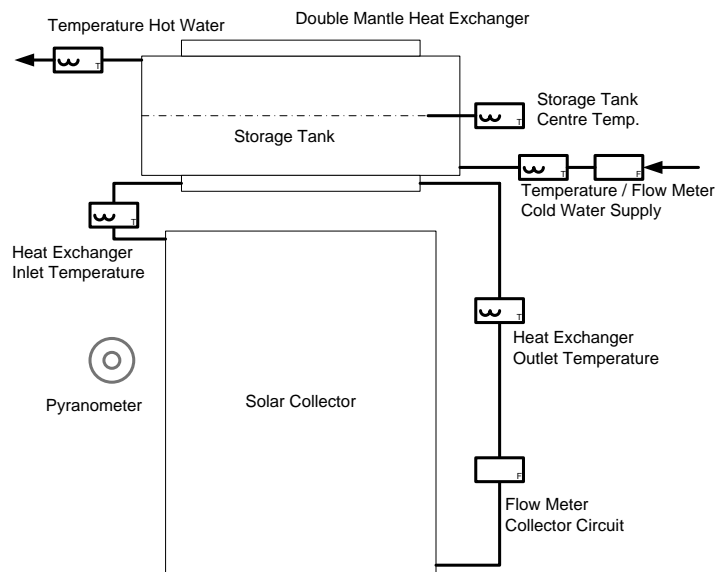 Double Mantle Heat Exchanger
Temperature Hot Water
T
Storage Tank
Centre Temp.
T
Storage Tank
T
F
Temperature / Flow Meter
Cold Water Supply
T
Heat Exchanger
Inlet Temperature
T
Heat Exchanger
Outlet Temperature
Pyranometer
Solar Collector
F
Flow Meter
Collector Circuit